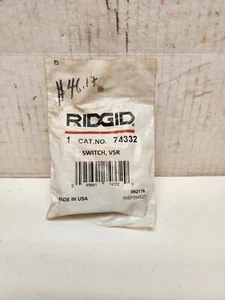 #46.17
RIDGID
1 CAT.NO. 74332
SWITCH, VSR
MADE IN USA